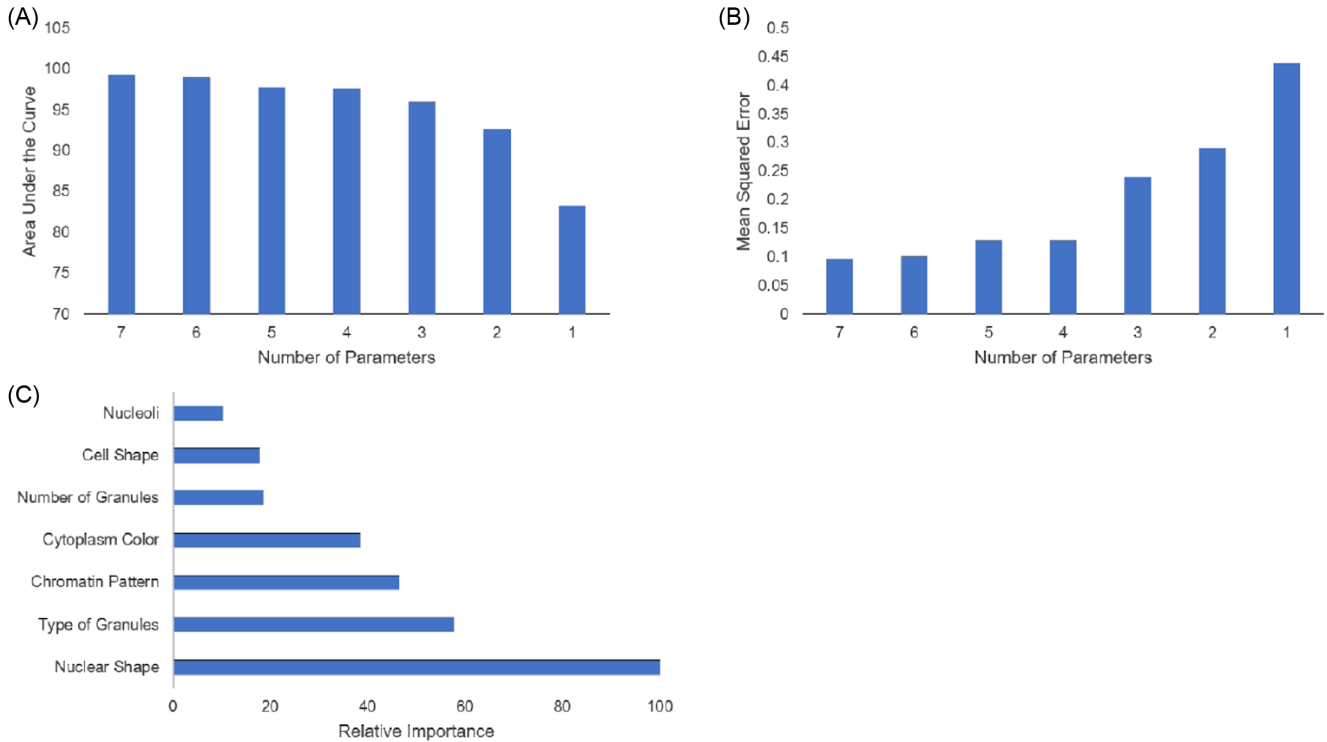 (A)
105
100
95
90
85
80
75
70
Area Under the Curve
7 6 5 4 3 2 1
Number of Parameters
(B)
0.5
0.45
0.4
0.35
0.3
0.25
0.2
0.15
0.1
0.05
0
Mean Squared Error
7 6 5 4 3 2 1
Number of Parameters
(C)
Nucleoli
Cell Shape
Number of Granules
Cytoplasm Color
Chromatin Pattern
Type of Granules
Nuclear Shape
0 20 40 60 80 100
Relative Importance